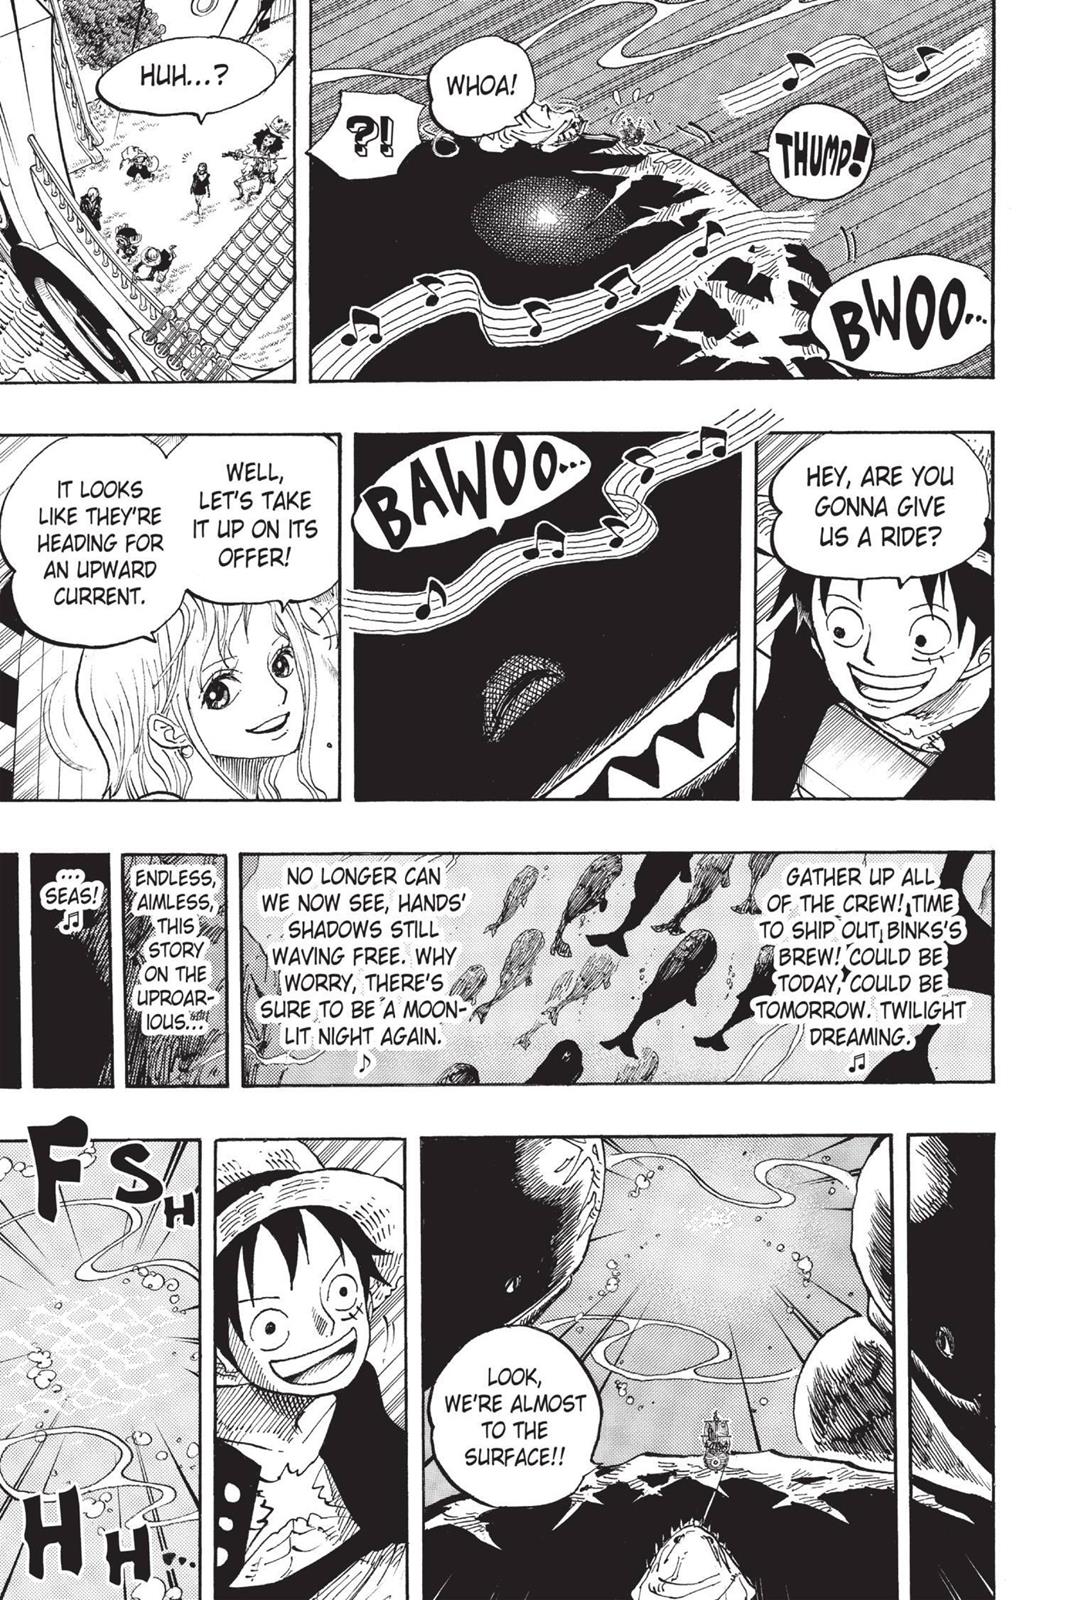 WHOA!
?!
THUMP!
BWOO...
HUH...?
HEY, ARE YOU
GONNA GIVE
US A RIDE?
BAWOO...
WELL,
LET'S TAKE
IT UP ON ITS
OFFER!
IT LOOKS
LIKE THEY'RE
HEADING FOR
AN UPWARD
CURRENT.
GATHER UP ALL
OF THE CREW! TIME
TO SHIP OUT BINKS'S
BREW! COULD BE
TODAY, COULD BE
TOMORROW. TWILIGHT
DREAMING.
NO LONGER CAN
WE NOW SEE, HANDS'
SHADOWS STILL
WAVING FREE. WHY
WORRY, THERE'S
SURE TO BE A MOON-
LIT NIGHT AGAIN.
ENDLESS,
AIMLESS,
THIS
STORY
ON THE
UPROAR-
IOUS...
...
SEAS!
LOOK,
WE'RE ALMOST
TO THE
SURFACE!!
FSH
HH...